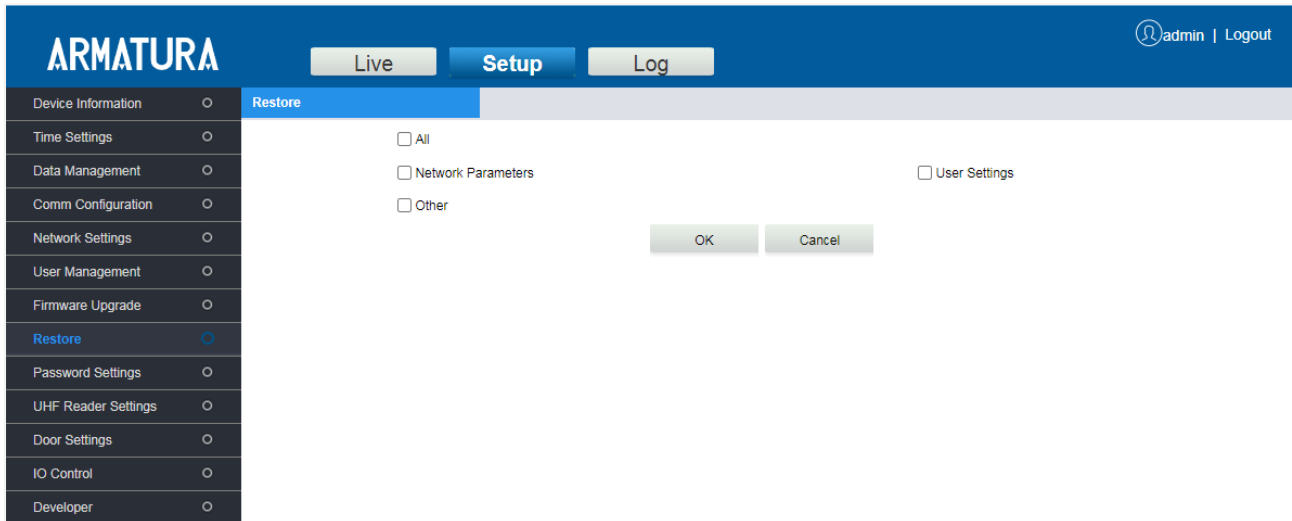 ARMATURA
Live Setup Log
admin | Logout
Device Information
Time Settings
Data Management
Comm Configuration
Network Settings
User Management
Firmware Upgrade
Restore
Password Settings
UHF Reader Settings
Door Settings
IO Control
Developer
Restore
All
Network Parameters User Settings
Other
OK Cancel